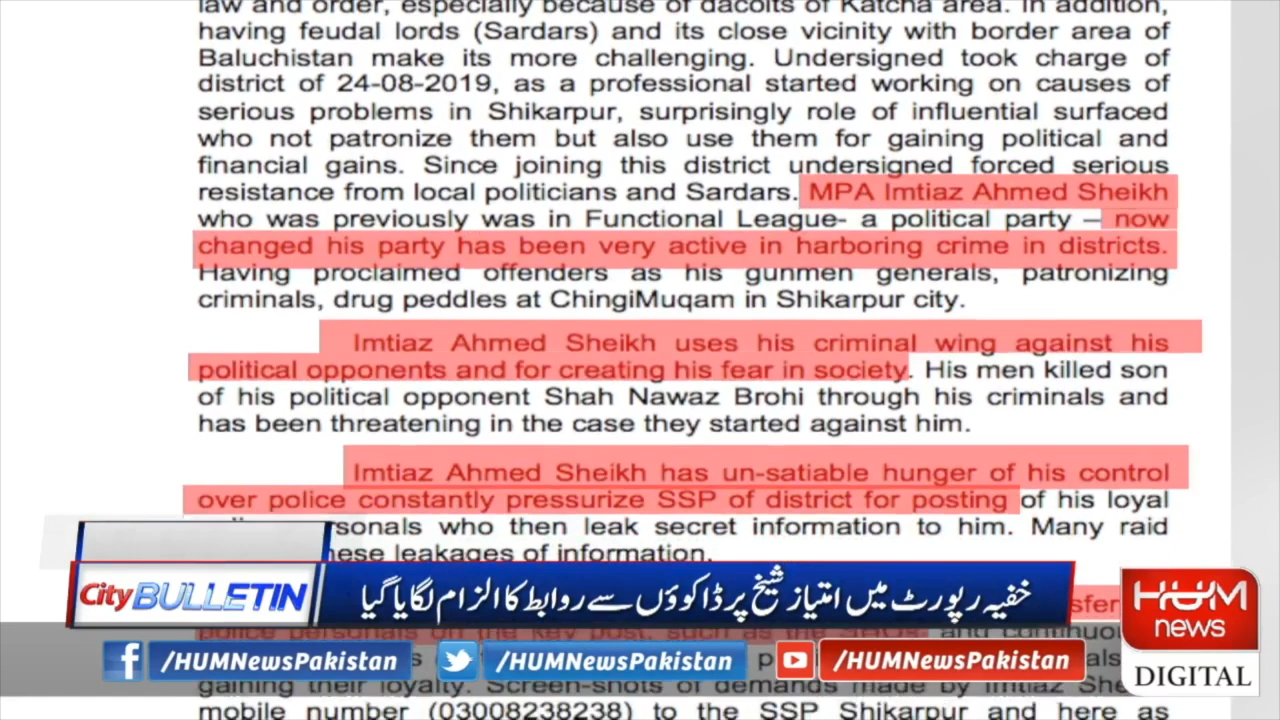 law and order, especially because of dacoits of Katcha area. In addition,
having feudal lords (Sardars) and its close vicinity with border area of
Baluchistan make its more challenging. Undersigned took charge of
district of 24-08-2019, as a professional started working on causes of
serious problems in Shikarpur, surprisingly role of influential surfaced
who not patronize them but also use them for gaining political and
financial gains. Since joining this district undersigned forced serious
resistance from local politicians and Sardars. MPA Imtiaz Ahmed Sheikh
who was previously was in Functional League- a political party – now
changed his party has been very active in harboring crime in districts.
Having proclaimed offenders as his gunmen generals, patronizing
criminals, drug peddles at ChingiMuqam in Shikarpur city.
Imtiaz Ahmed Sheikh uses his criminal wing against his
political opponents and for creating his fear in society. His men killed son
of his political opponent Shah Nawaz Brohi through his criminals and
has been threatening in the case they started against him.
Imtiaz Ahmed Sheikh has un-satiable hunger of his control
over police constantly pressurize SSP of district for posting of his loyal
who then leak secret information to him. Many raid
leakages of information.
City BULLETIN
خفیہ رپورٹ میں امتیاز شیخ پر ڈاکوؤں سے روابط کا الزام لگایا گیا
police personals of the key post, such as the SHOs and
/HUMNewsPakistan
/HUMNewsPakistan
/HUMNewsPakistan
gaining their loyalty. Screen-shots of demands made by Imtiaz
mobile number (03008238238) to the SSP Shikarpur and here as
HUM
news
DIGITAL